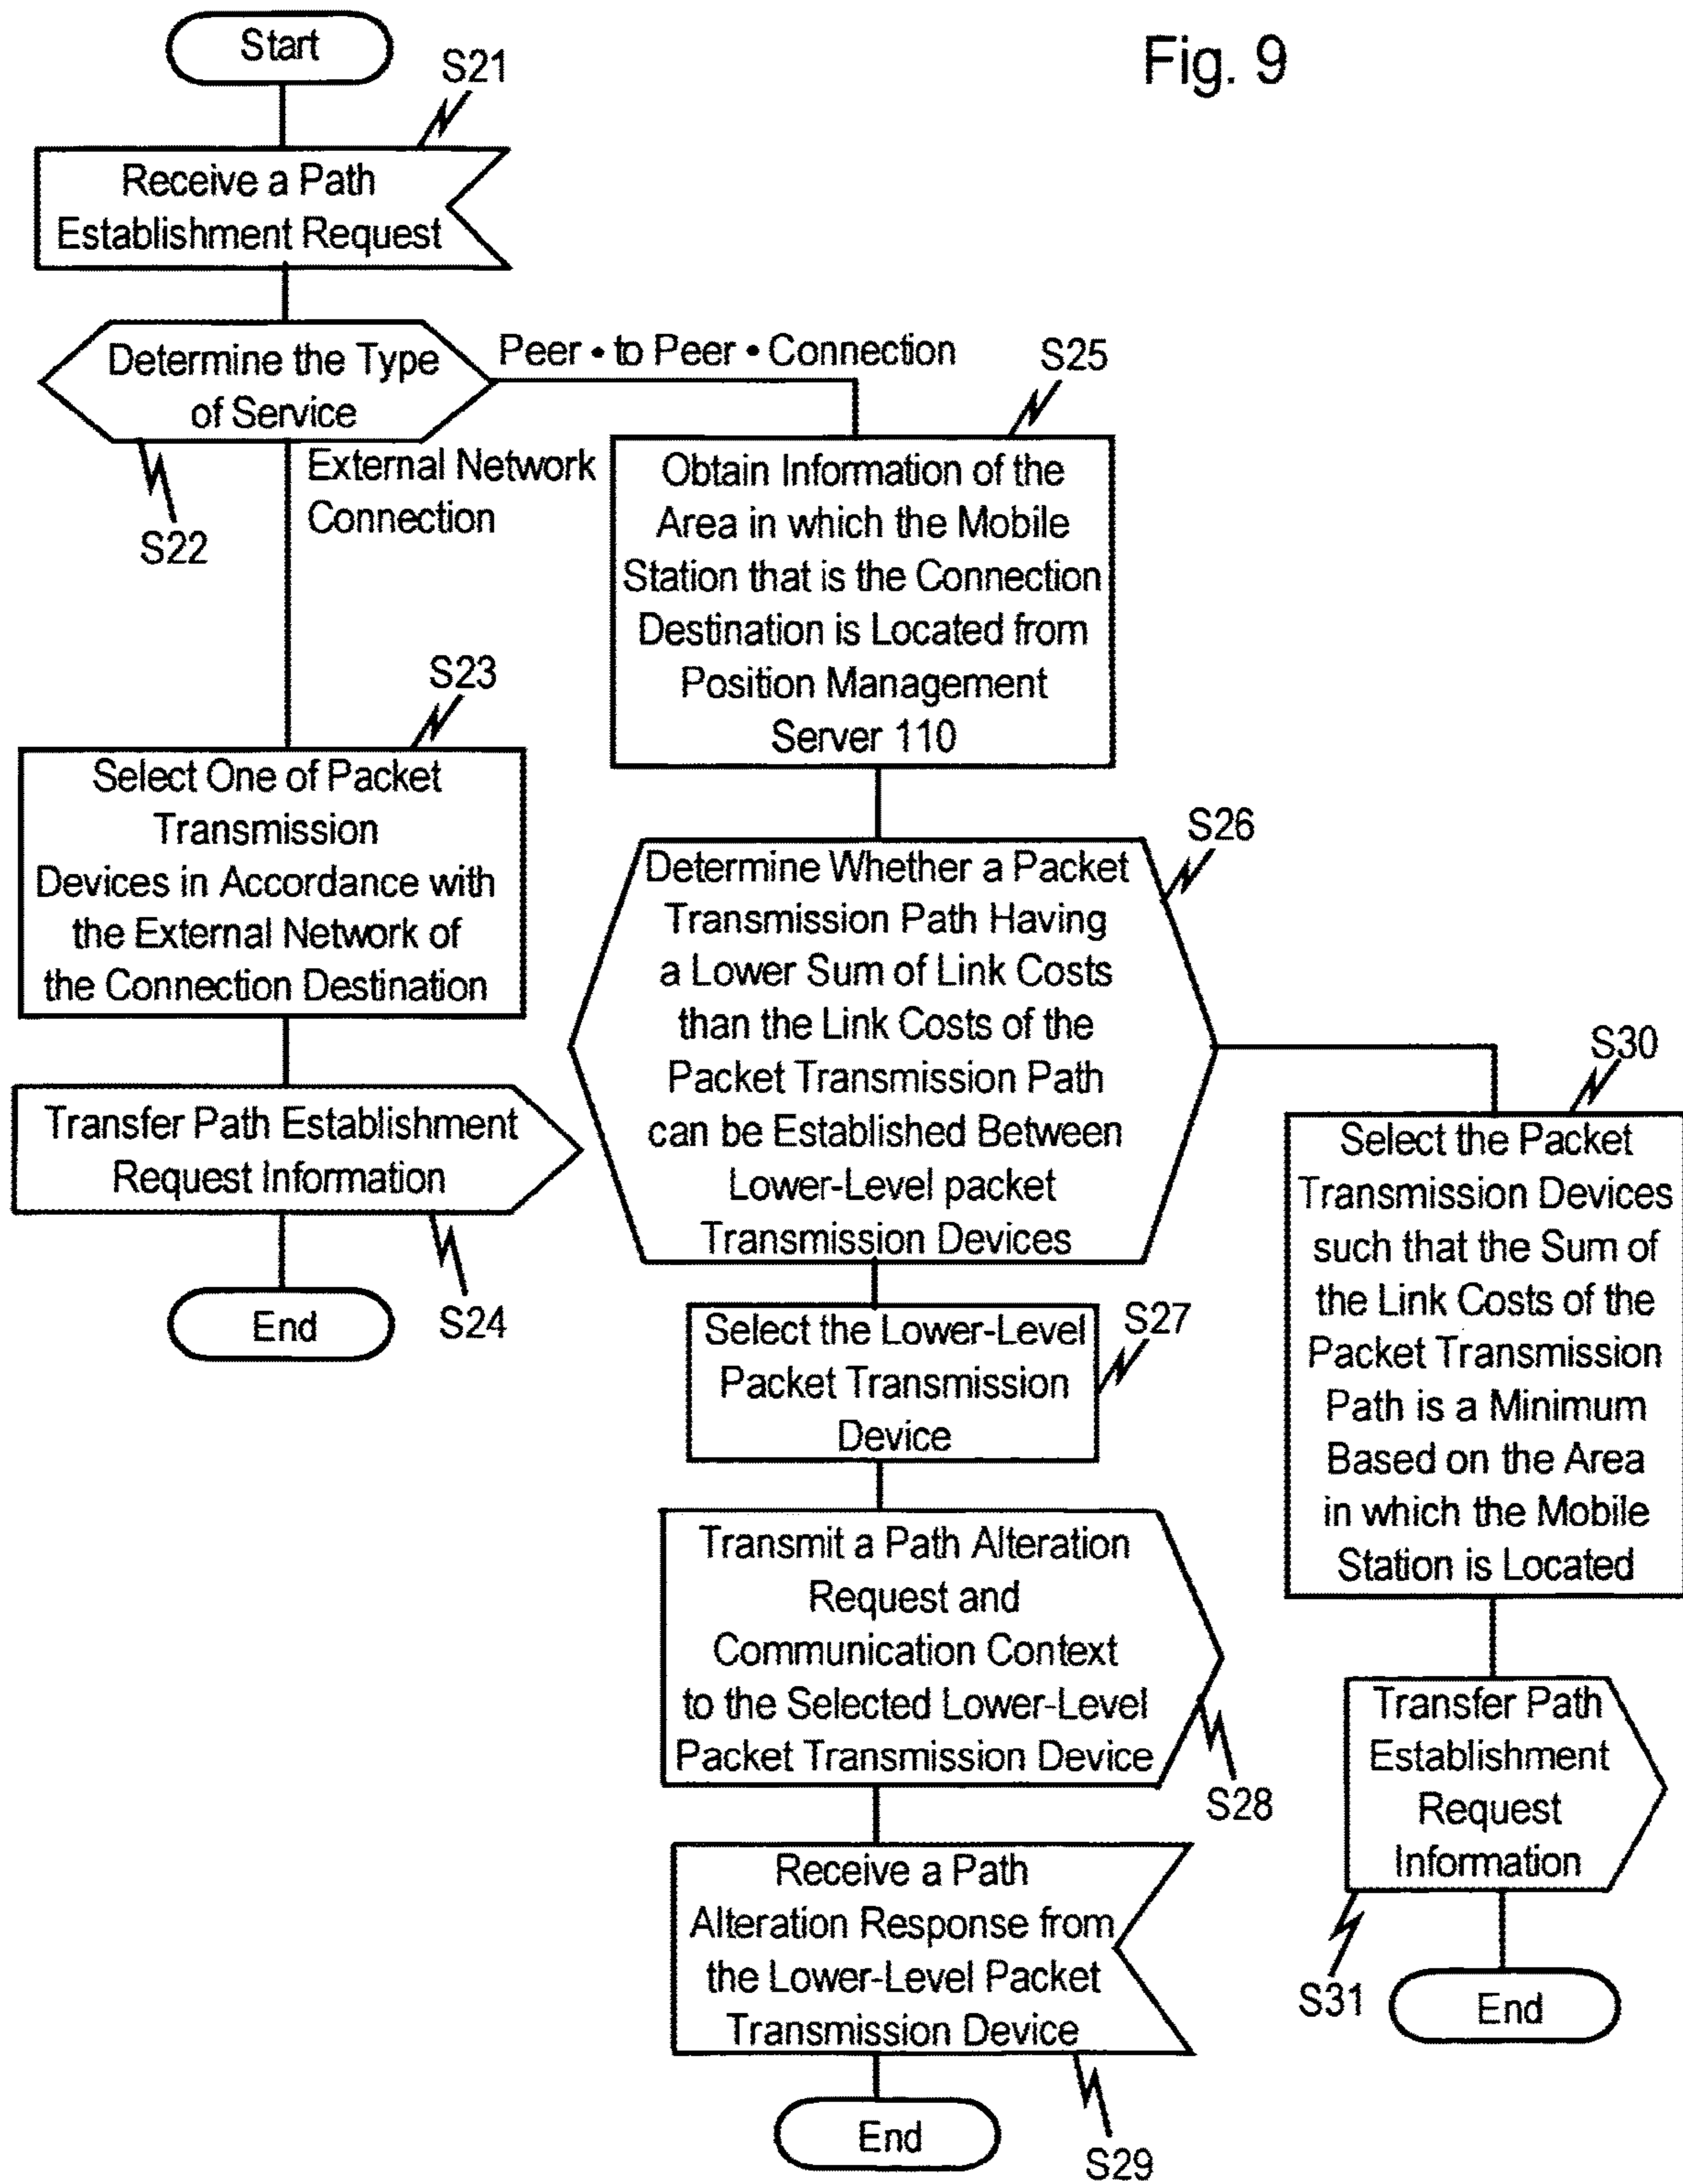 Fig. 9
Start
S21
Receive a Path
Establishment Request
Determine the Type
of Service
S22
Peer • to Peer • Connection
External Network
Connection
S23
Select One of Packet
Transmission
Devices in Accordance with
the External Network of
the Connection Destination
Transfer Path Establishment
Request Information
S24
End
S25
Obtain Information of the
Area in which the Mobile
Station that is the Connection
Destination is Located from
Position Management
Server 110
S26
Determine Whether a Packet
Transmission Path Having
a Lower Sum of Link Costs
than the Link Costs of the
Packet Transmission Path
can be Established Between
Lower-Level packet
Transmission Devices
S27
Select the Lower-Level
Packet Transmission
Device
Transmit a Path Alteration
Request and
Communication Context
to the Selected Lower-Level
Packet Transmission Device
S28
Receive a Path
Alteration Response from
the Lower-Level Packet
Transmission Device
S29
End
S30
Select the Packet
Transmission Devices
such that the Sum of
the Link Costs of the
Packet Transmission
Path is a Minimum
Based on the Area
in which the Mobile
Station is Located
Transfer Path
Establishment
Request
Information
S31
End